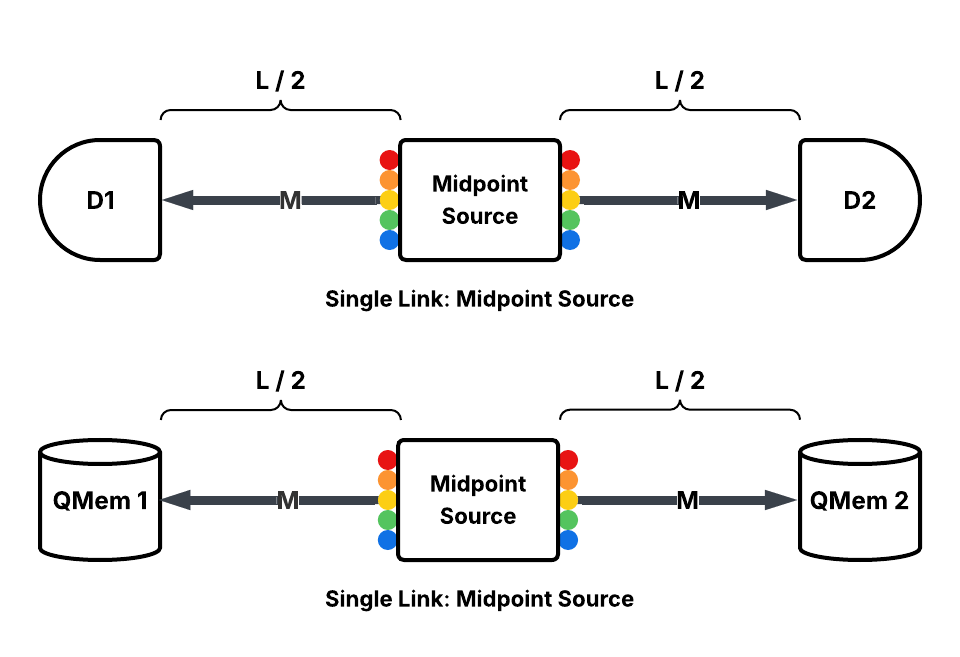 L / 2
L / 2
D1
M
Midpoint
Source
M
D2
Single Link: Midpoint Source
L / 2
L / 2
QMem 1
M
Midpoint
Source
M
QMem 2
Single Link: Midpoint Source